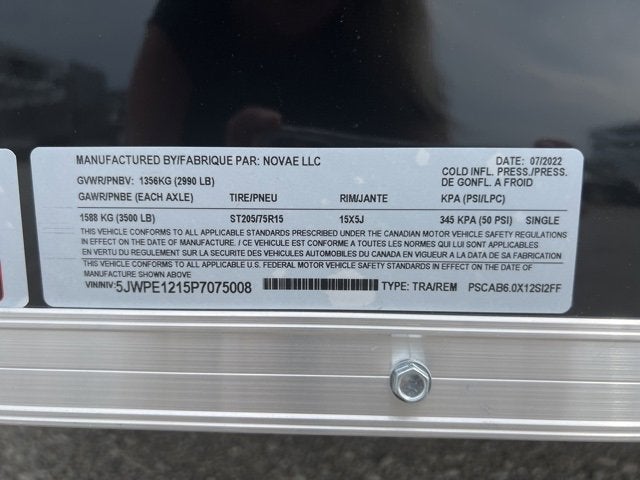 MANUFACTURED BY/FABRIQUE PAR: NOVAE LLC DATE: 07/2022
GVWR/PNBV: 1356KG (2990 LB) COLD INFL. PRESS./PRESS. DE GONFL. A FROID
GAWR/PNBE (EACH AXLE) TIRE/PNEU RIM/JANTE KPA (PSI/LPC)
1588 KG (3500 LB) ST205/75R15 15X5J 345 KPA (50 PSI) SINGLE
THIS VEHICLE CONFORMS TO ALL APPLICABLE STANDARDS PRESCRIBED UNDER THE CANADIAN MOTOR VEHICLE SAFETY REGULATIONS
IN EFFECT ON THE DATE OF MANUFACTURE. / CE VEHICULE EST CONFORME A TOUTES LES NORMES QUI LUI SONT APPLICABLES
EN VERTU DU REGLEMENT SUR LA SECURITE DES VEHICULES AUTOMOBILES DU CANADA EN VIGUEUR A LA DATE DE SA FABRICATION.
THIS VEHICLE CONFORMS TO ALL APPLICABLE U.S. FEDERAL MOTOR VEHICLE SAFETY STANDARDS IN EFFECT ON THE DATE OF
MANUFACTURE SHOWN ABOVE.
VIN/NIV: 5JWPE1215P7075008 TYPE: TRA/REM PSCAB6.0X12SI2FF